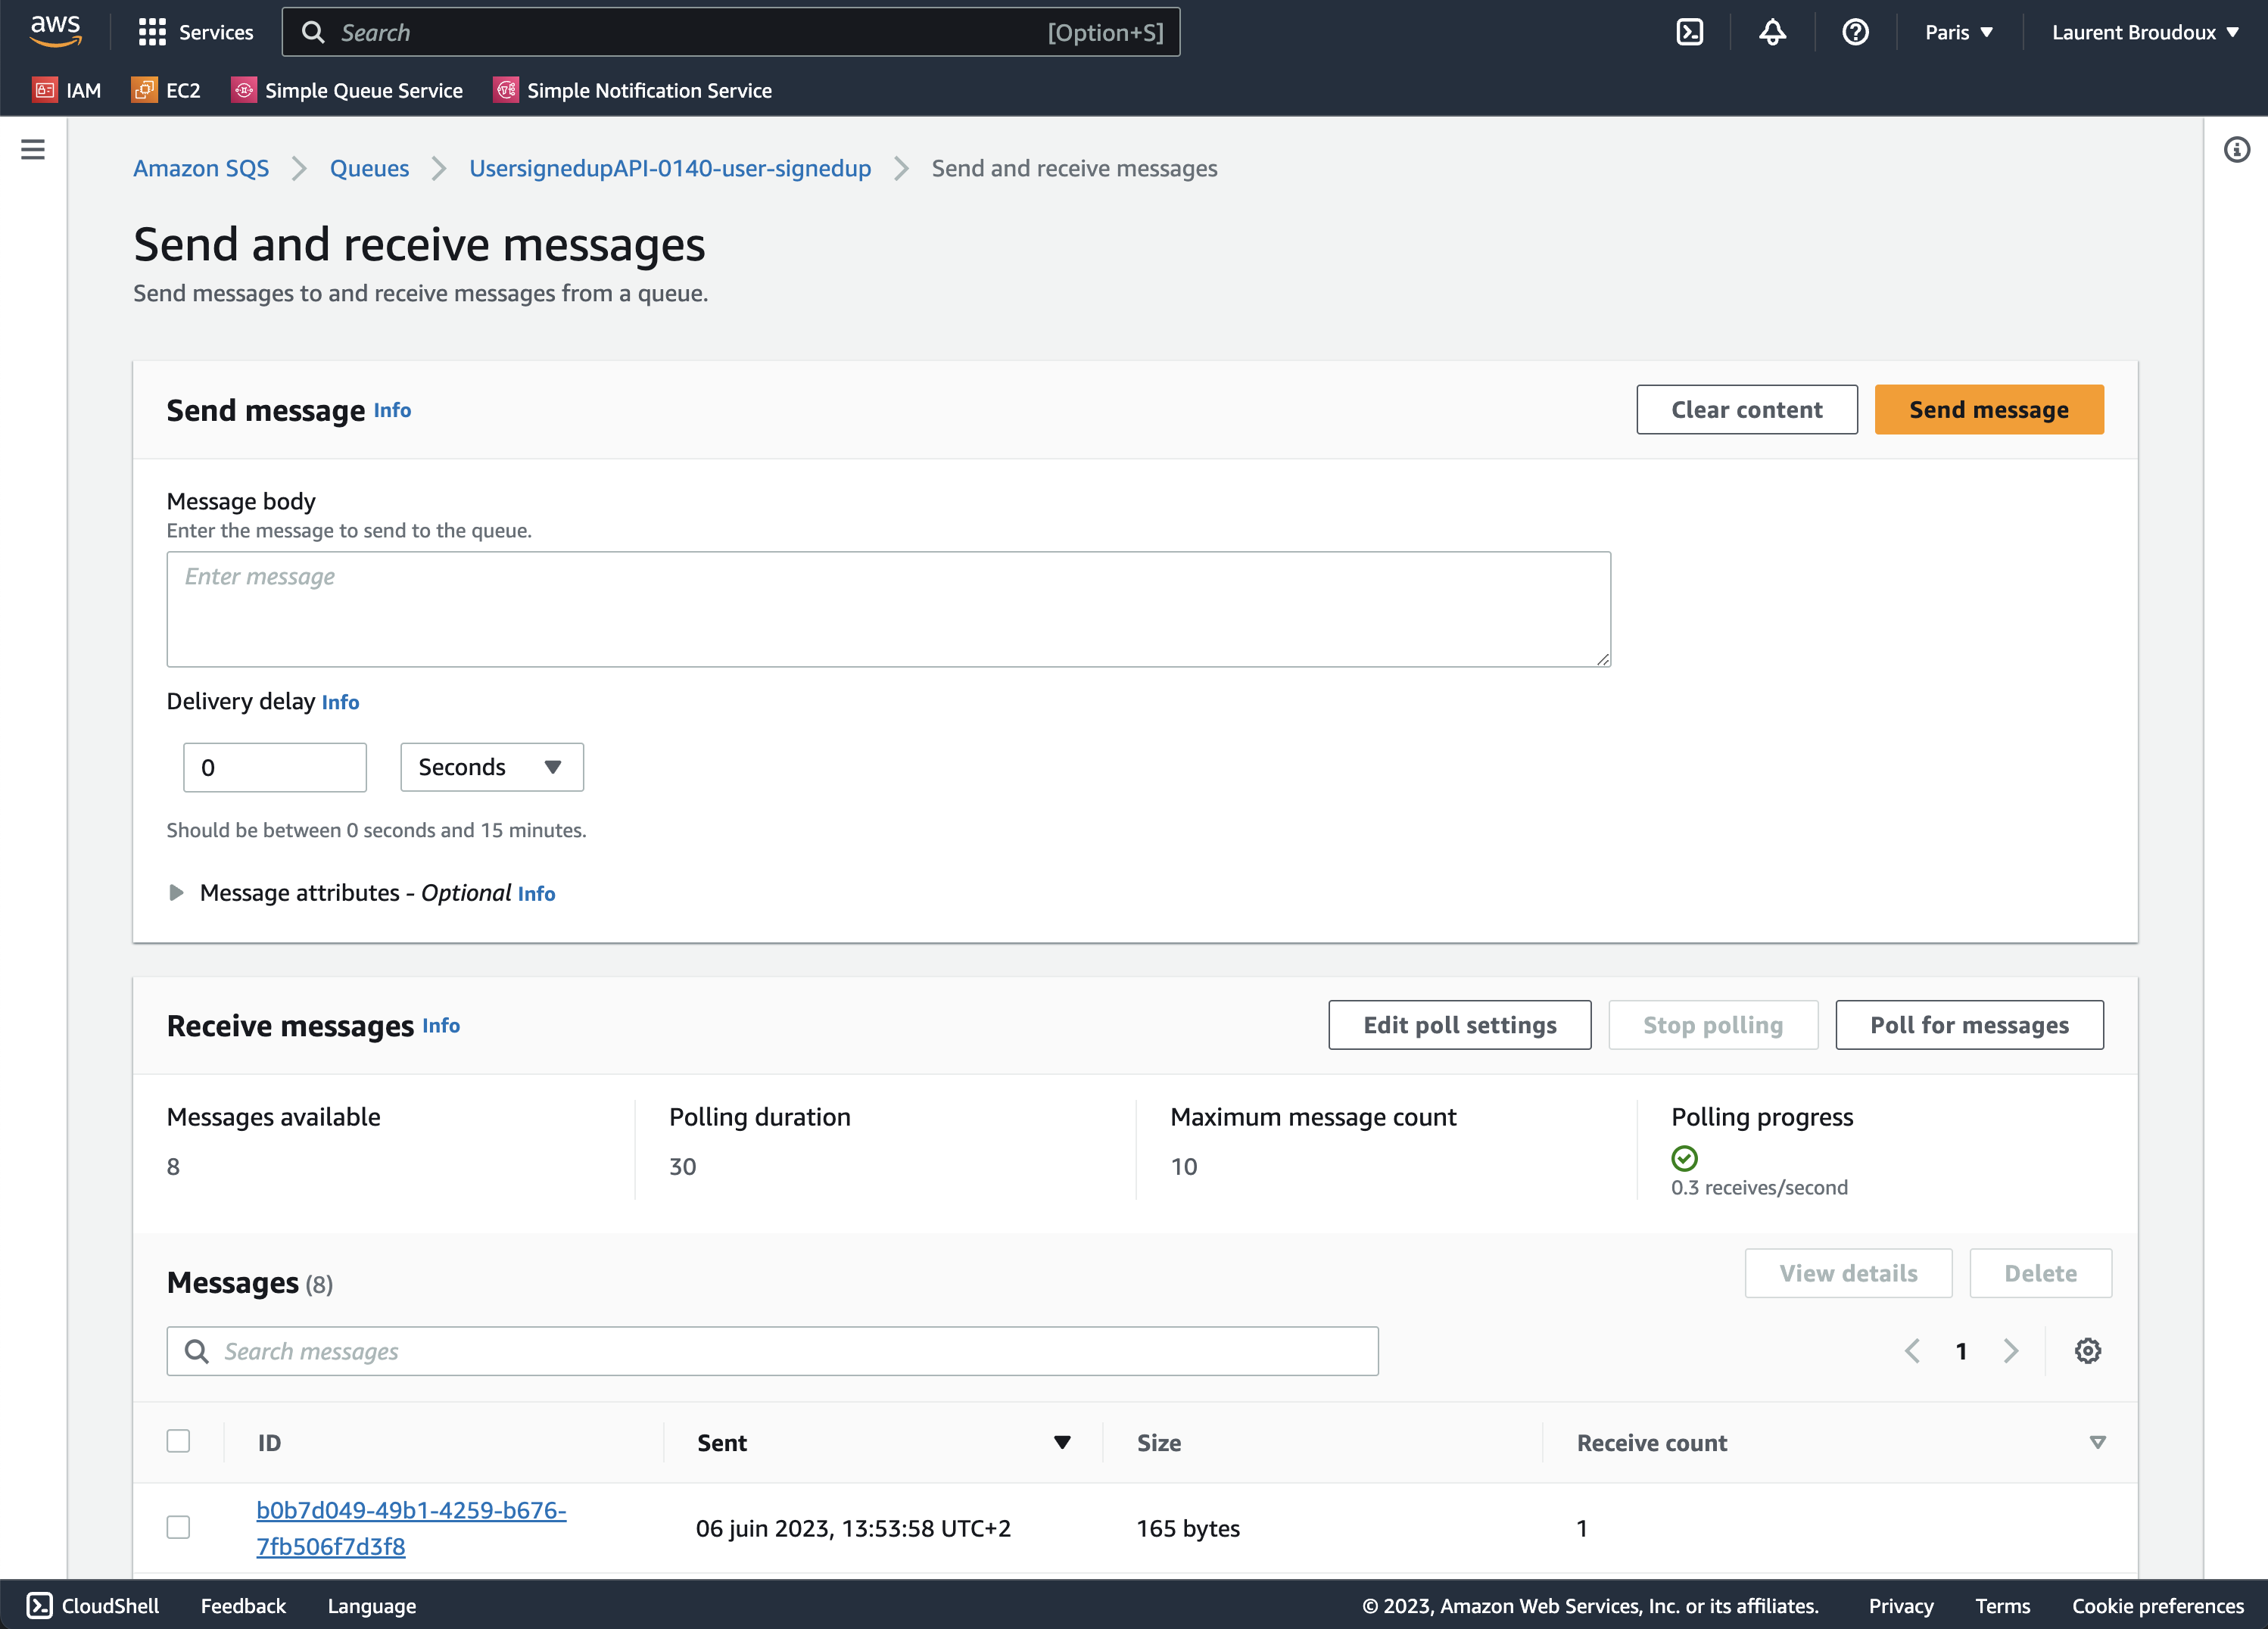 aws
Services
Search
[Option+S]
Paris
Laurent Broudoux
IAM
EC2
Simple Queue Service
Simple Notification Service
Amazon SQS
Queues
UsersignedupAPI-0140-user-signedup
Send and receive messages
Send and receive messages
Send messages to and receive messages from a queue.
Send message Info
Clear content
Send message
Message body
Enter the message to send to the queue.
Enter message
Delivery delay Info
0
Seconds
Should be between 0 seconds and 15 minutes.
Message attributes - Optional Info
Receive messages Info
Edit poll settings
Stop polling
Poll for messages
Messages available
8
Polling duration
30
Maximum message count
10
Polling progress
0.3 receives/second
Messages (8)
View details
Delete
Search messages
1
ID
Sent
Size
Receive count
b0b7d049-49b1-4259-b676-
7fb506f7d3f8
06 juin 2023, 13:53:58 UTC+2
165 bytes
1
CloudShell
Feedback
Language
© 2023, Amazon Web Services, Inc. or its affiliates.
Privacy
Terms
Cookie preferences